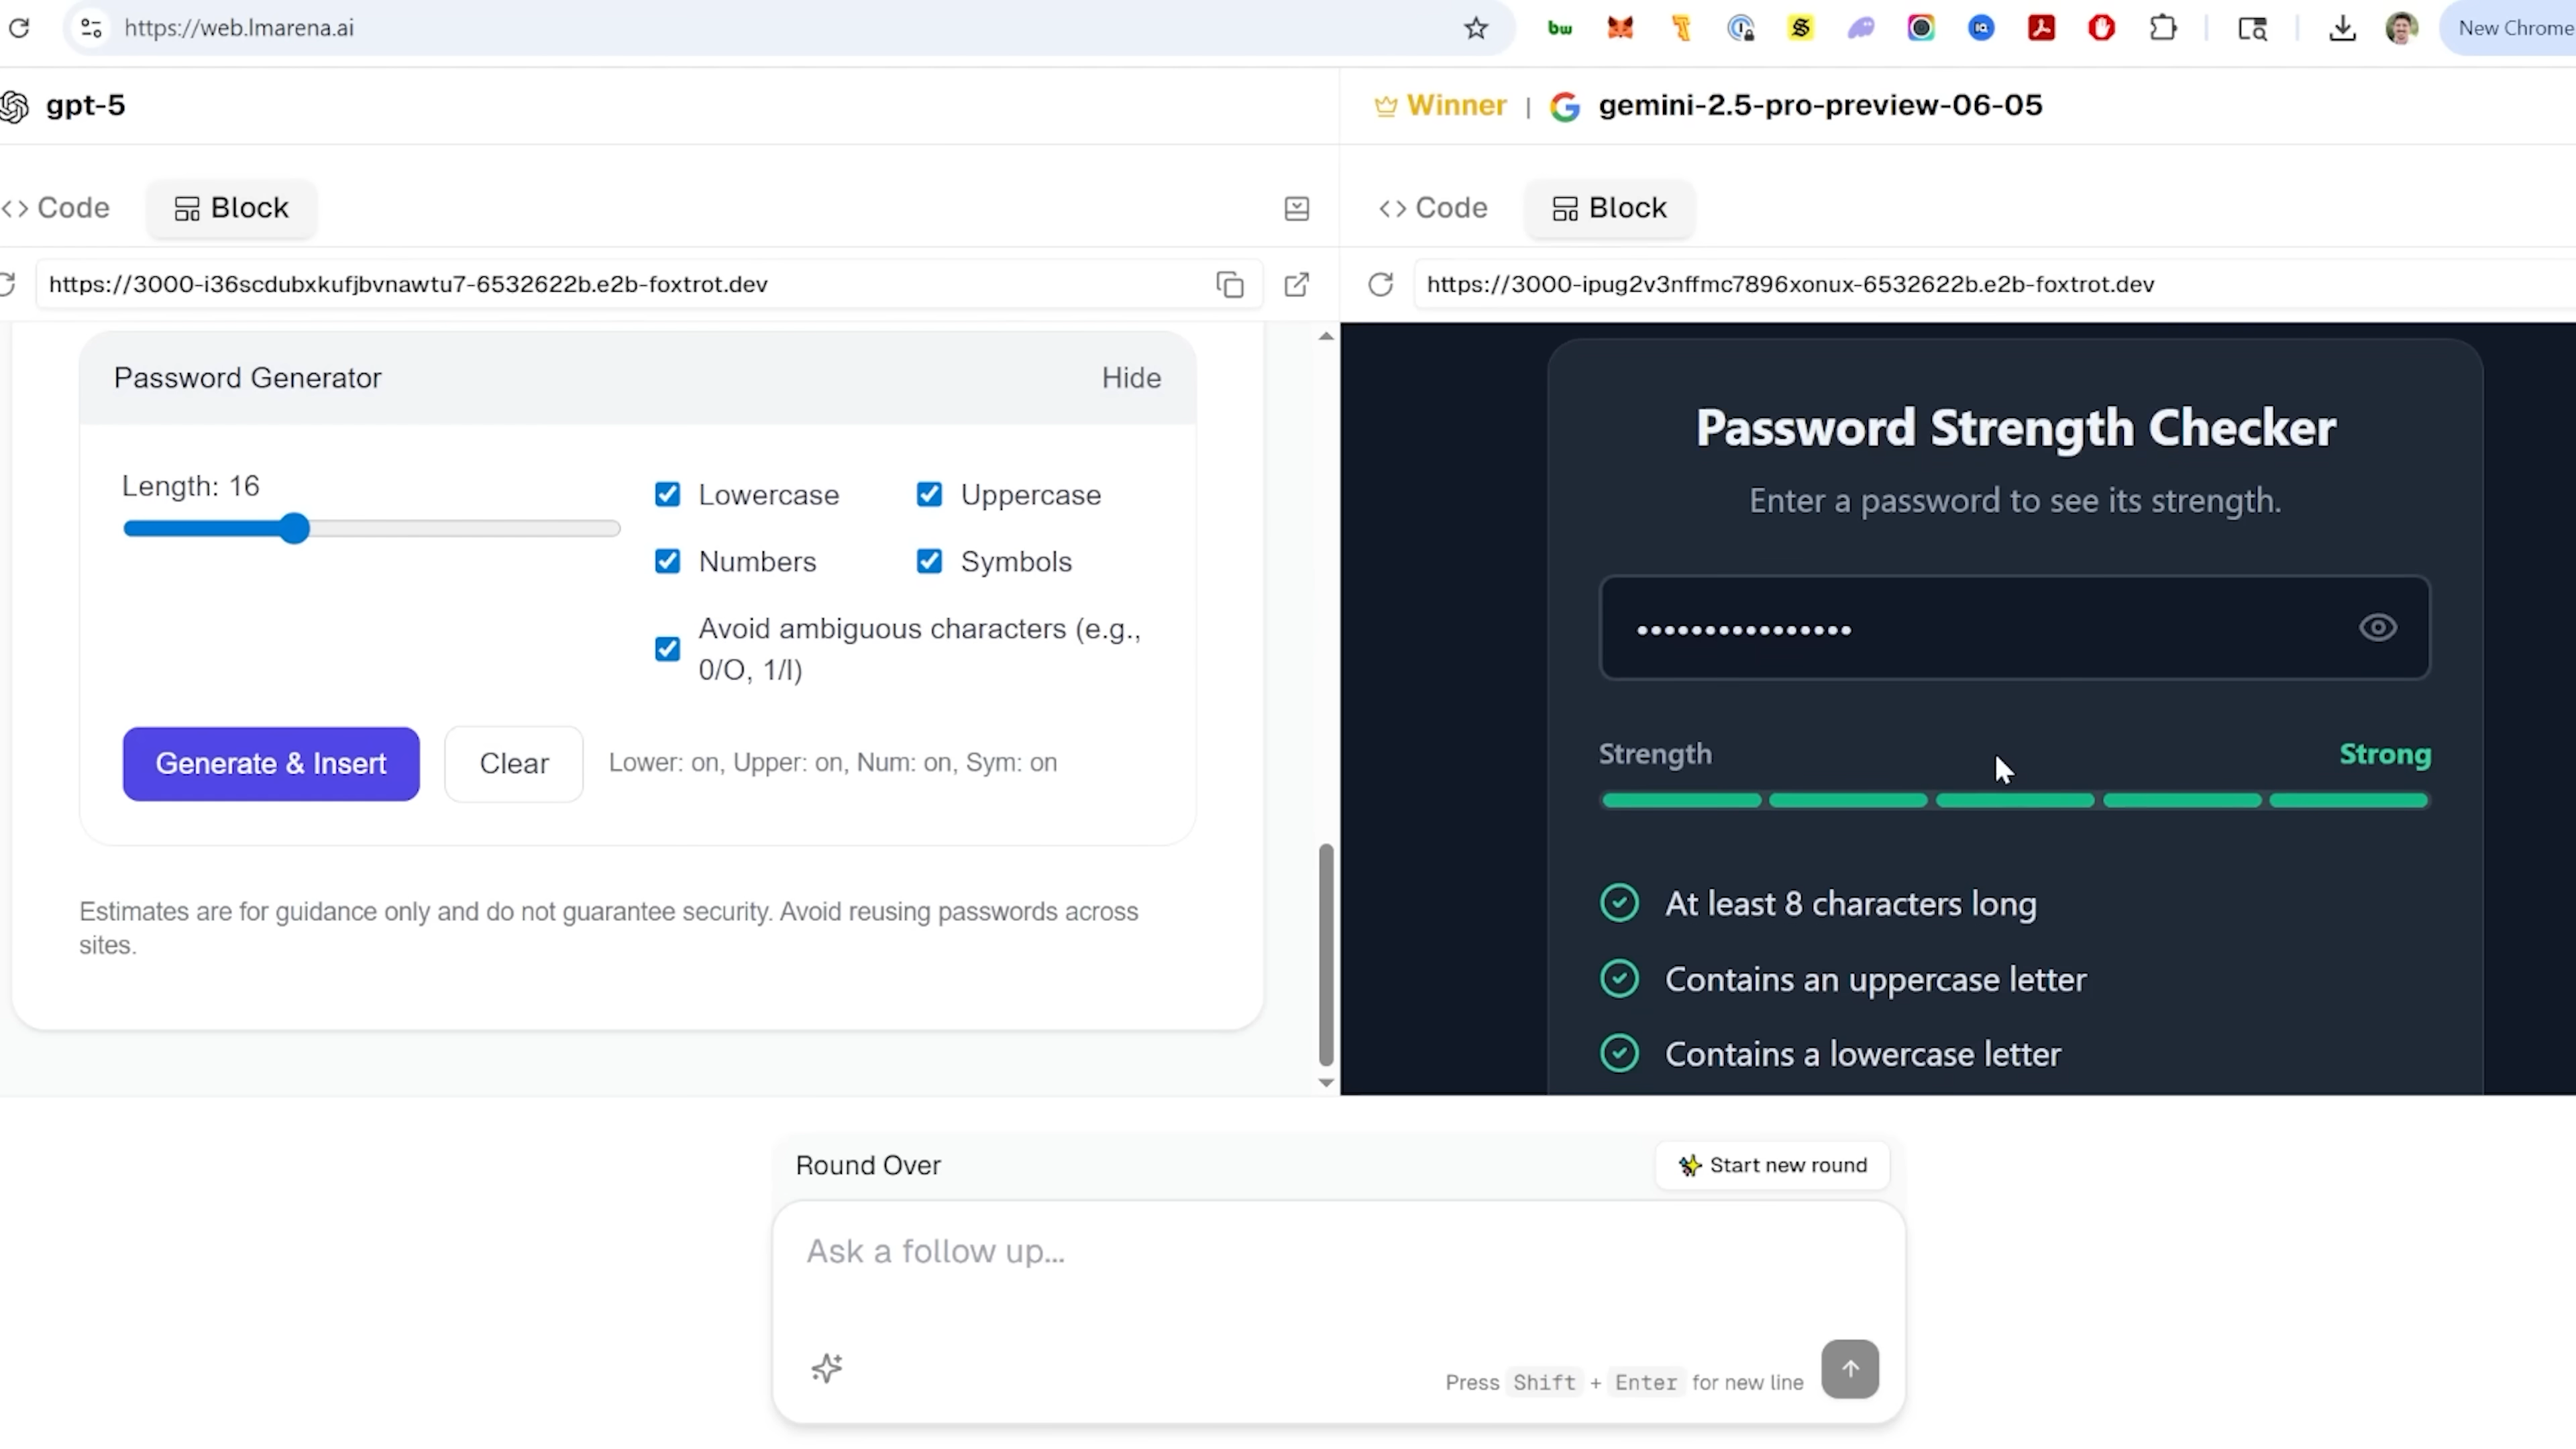 https://web.lmarena.ai
bw
New Chrome
gpt-5
Winner | gemini-2.5-pro-preview-06-05
<> Code
Block
<> Code
Block
https://3000-i36scdubxkufjbvnawtu7-6532622b.e2b-foxtrot.dev
https://3000-ipug2v3nffmc7896xonux-6532622b.e2b-foxtrot.dev
Password Generator
Hide
Length: 16
Lowercase
Uppercase
Numbers
Symbols
Avoid ambiguous characters (e.g.,
0/O, 1/l)
Generate & Insert
Clear
Lower: on, Upper: on, Num: on, Sym: on
Estimates are for guidance only and do not guarantee security. Avoid reusing passwords across
sites.
Password Strength Checker
Enter a password to see its strength.
Strength
Strong
At least 8 characters long
Contains an uppercase letter
Contains a lowercase letter
Round Over
Start new round
Ask a follow up...
Press Shift + Enter for new line